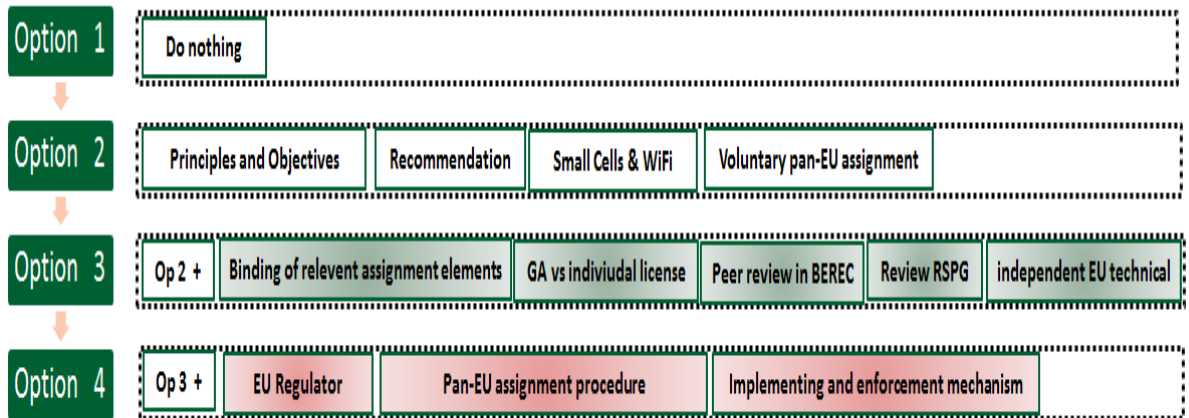 Option 1
Do nothing
Option 2
Principles and Objectives
Recommendation
Small Cells & WiFi
Voluntary pan-EU assignment
Option 3
Op 2 +
Binding of relevent assignment elements
GA vs indiviudal license
Peer review in BEREC
Review RSPG
independent EU technical
Option 4
Op 3 +
EU Regulator
Pan-EU assignment procedure
Implementing and enforcement mechanism